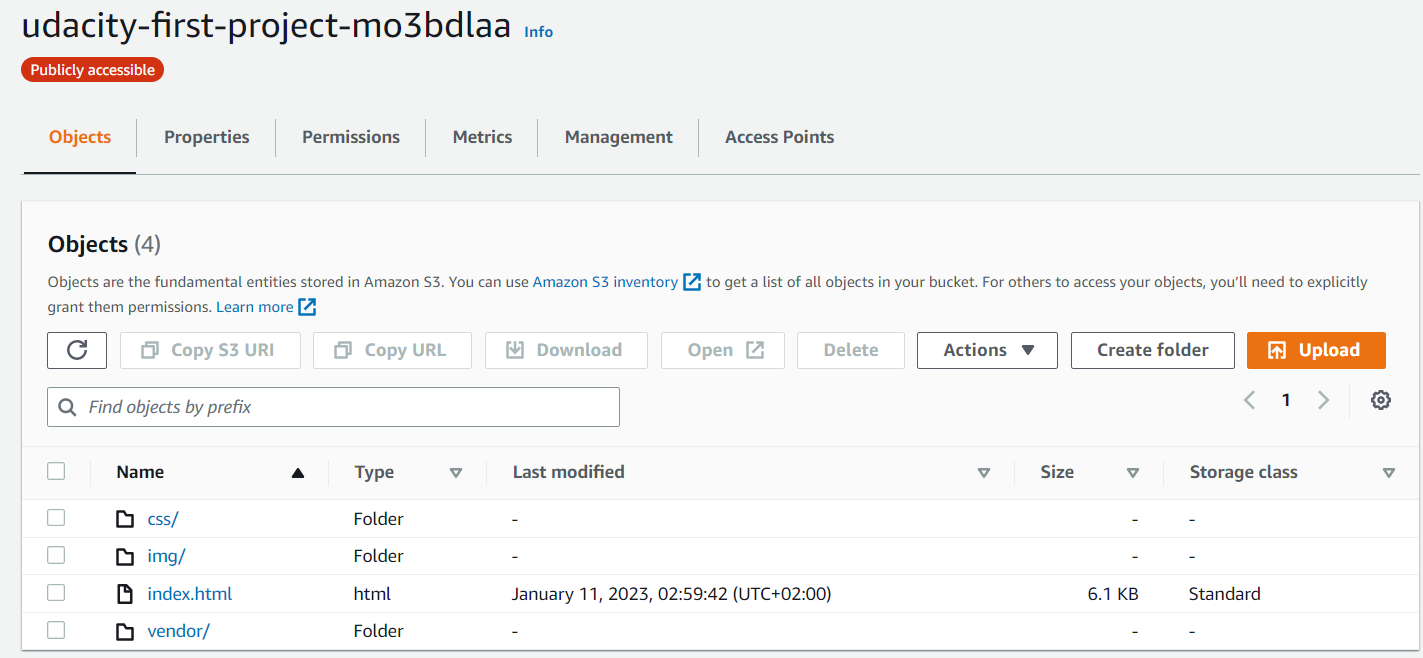 udacity-first-project-mo3bdlaa Info
Publicly accessible
Objects Properties Permissions Metrics Management Access Points
Objects (4)
Objects are the fundamental entities stored in Amazon S3. You can use Amazon S3 inventory to get a list of all objects in your bucket. For others to access your objects, you’ll need to explicitly
grant them permissions. Learn more
Copy S3 URI Copy URL Download Open Delete Actions Create folder Upload
Find objects by prefix 1
Name Type Last modified Size Storage class
css/ Folder - - -
img/ Folder - - -
index.html html January 11, 2023, 02:59:42 (UTC+02:00) 6.1 KB Standard
vendor/ Folder - - -